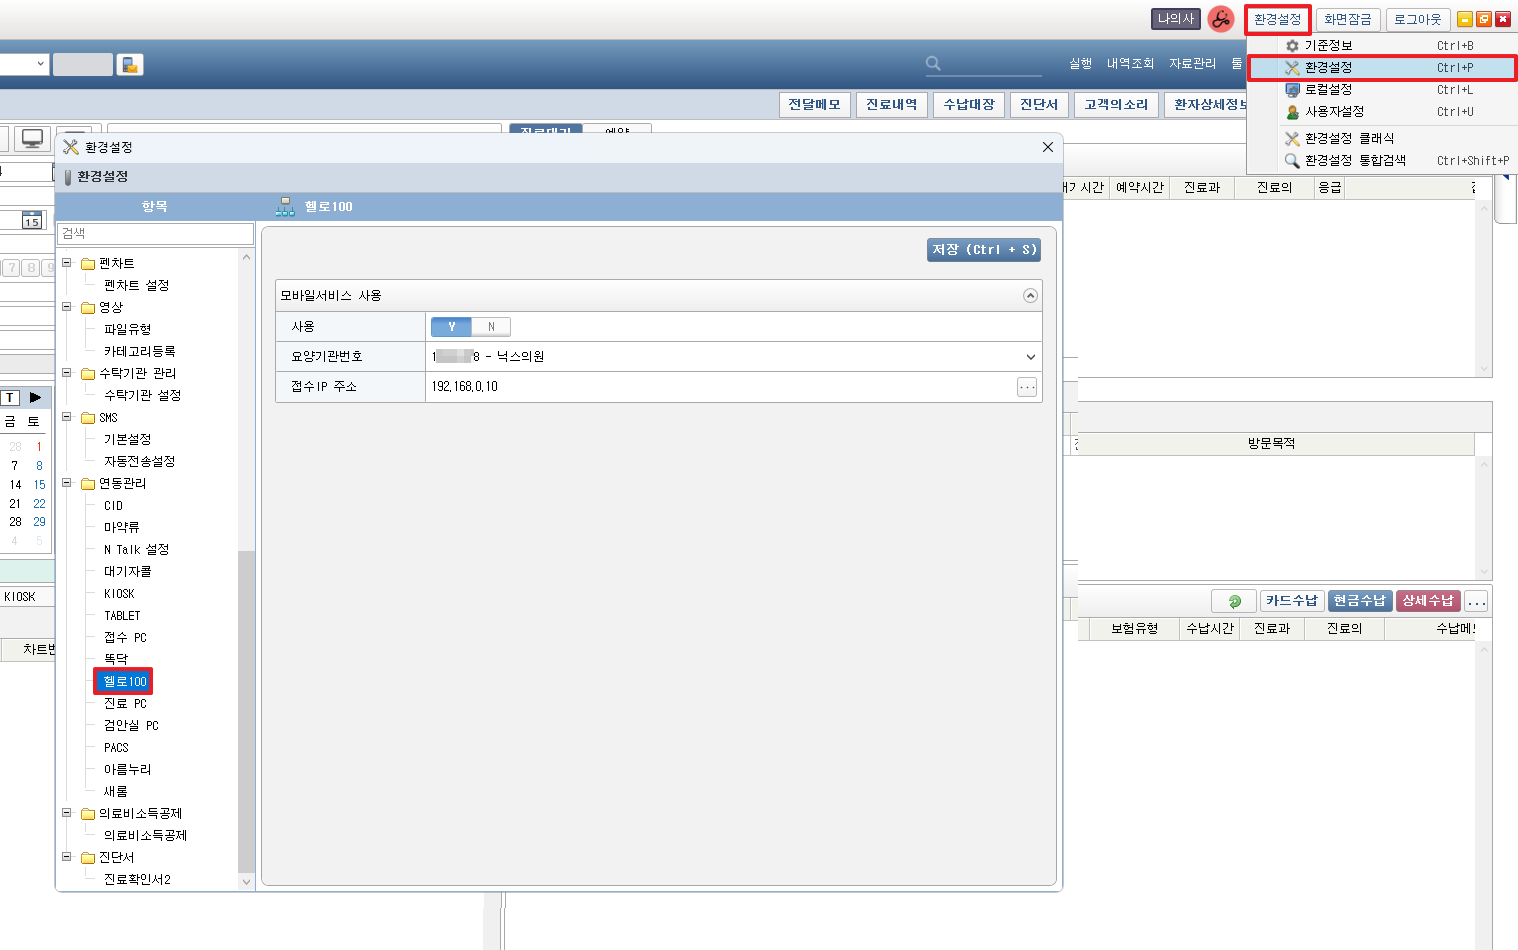 나의사
환경설정
화면잠금
로그아웃
기준정보 Ctrl+B
환경설정 Ctrl+P
로컬설정 Ctrl+L
사용자설정 Ctrl+U
환경설정 클래식
환경설정 통합검색 Ctrl+Shift+P
실행 내역조회 자료관리 툴
전달메모 진료내역 수납대장 진단서 고객의소리 환자상세정보
환경설정
환경설정
항목
헬로100
검색
저장 (Ctrl + S)
펜차트
펜차트 설정
영상
파일유형
카테고리등록
수탁기관 관리
수탁기관 설정
SMS
기본설정
자동전송설정
연동관리
CID
마약류
N Talk 설정
대기자콜
KIOSK
TABLET
접수 PC
똑닥
헬로100
진료 PC
검안실 PC
PACS
아름누리
새롬
의료비소득공제
의료비소득공제
진단서
진료확인서2
모바일서비스 사용
사용 Y N
요양기관번호 1 8 - 닉스의원
접수IP 주소 192.168.0.10
...
시간 예약시간 진료과 진료의 응급
방문목적
카드수납 현금수납 상세수납 ...
보험유형 수납시간 진료과 진료의 수납메
15
7 8 9
T
금 토
28 1
7 8
14 15
21 22
28 29
4 5
KIOSK
차트번